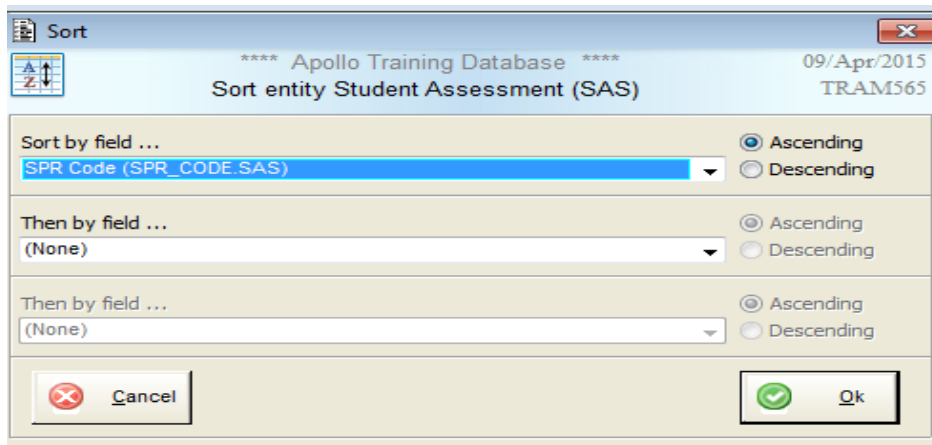 Sort
**** Apollo Training Database ****
09/Apr/2015
Sort entity Student Assessment (SAS)
TRAM565
Sort by field ...
Ascending
SPR Code (SPR_CODE.SAS)
Descending
Then by field ...
Ascending
(None)
Descending
Then by field ...
Ascending
(None)
Descending
Cancel
Ok